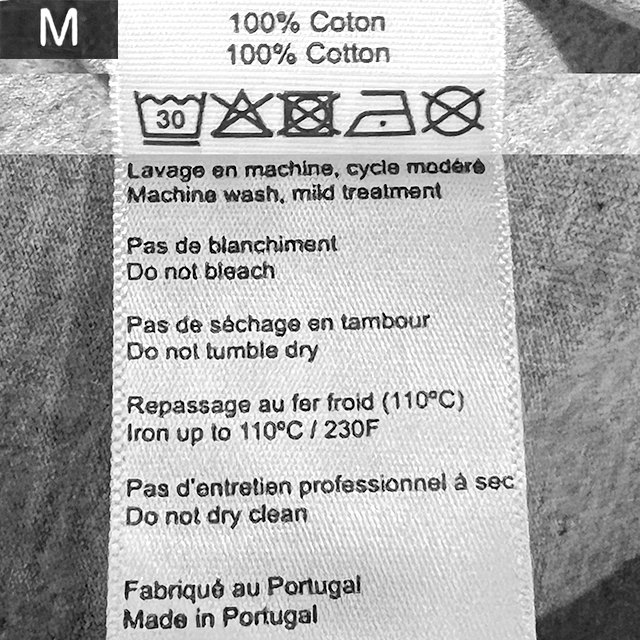 M
100% Coton
100% Cotton
30
Lavage en machine, cycle modéré
Machine wash, mild treatment
Pas de blanchiment
Do not bleach
Pas de séchage en tambour
Do not tumble dry
Repassage au fer froid (110ºC)
Iron up to 110ºC / 230F
Pas d'entretien professionnel à sec
Do not dry clean
Fabriqué au Portugal
Made in Portugal